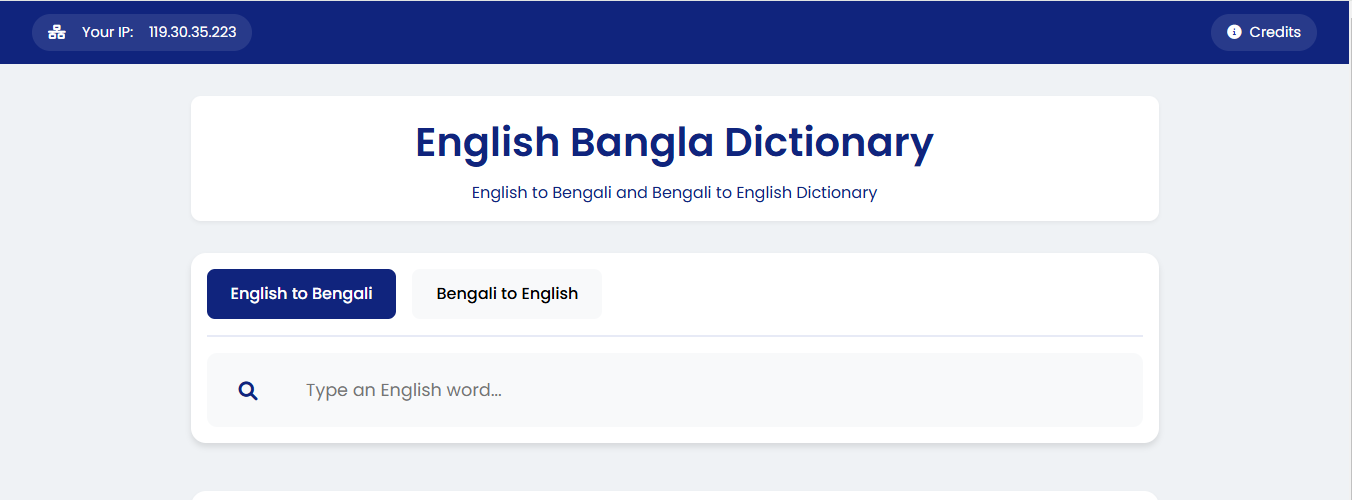 Your IP: 119.30.35.223
Credits
English Bangla Dictionary
English to Bengali and Bengali to English Dictionary
English to Bengali
Bengali to English
Type an English word...